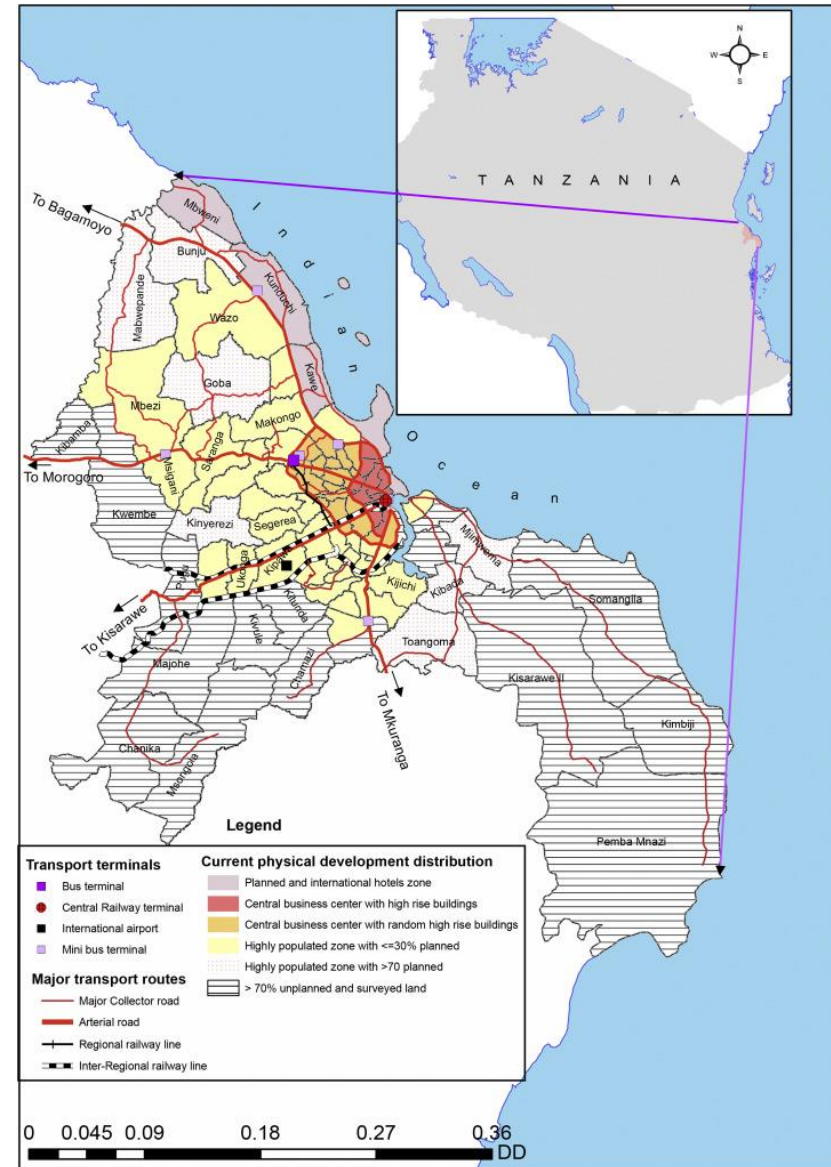 N
W E
S
T A N Z A N I A
To Bagamoyo
Mbweni
Indian
Ocean
Bunju
Kunduchi
Mabwepande
Wazo
Kawe
Goba
Mbezi
Makongo
Kibamba
Saranga
Msigani
To Morogoro
Kwembe
Kinyerezi
Segerea
Mjimwema
Kipawa
Ukonga
Pugu
Kijichi
Kibada
Somangila
To Kisarawe
Kitunda
Kivule
Toangoma
Majohe
Chamazi
Kisarawe II
Kimbiji
To Mkuranga
Chanika
Msongola
Pemba Mnazi
Legend
Transport terminals
Bus terminal
Central Railway terminal
International airport
Mini bus terminal
Major transport routes
Major Collector road
Arterial road
Regional railway line
Inter-Regional railway line
Current physical development distribution
Planned and international hotels zone
Central business center with high rise buildings
Central business center with random high rise buildings
Highly populated zone with <=30% planned
Highly populated zone with >70 planned
> 70% unplanned and surveyed land
0 0.045 0.09 0.18 0.27 0.36
DD